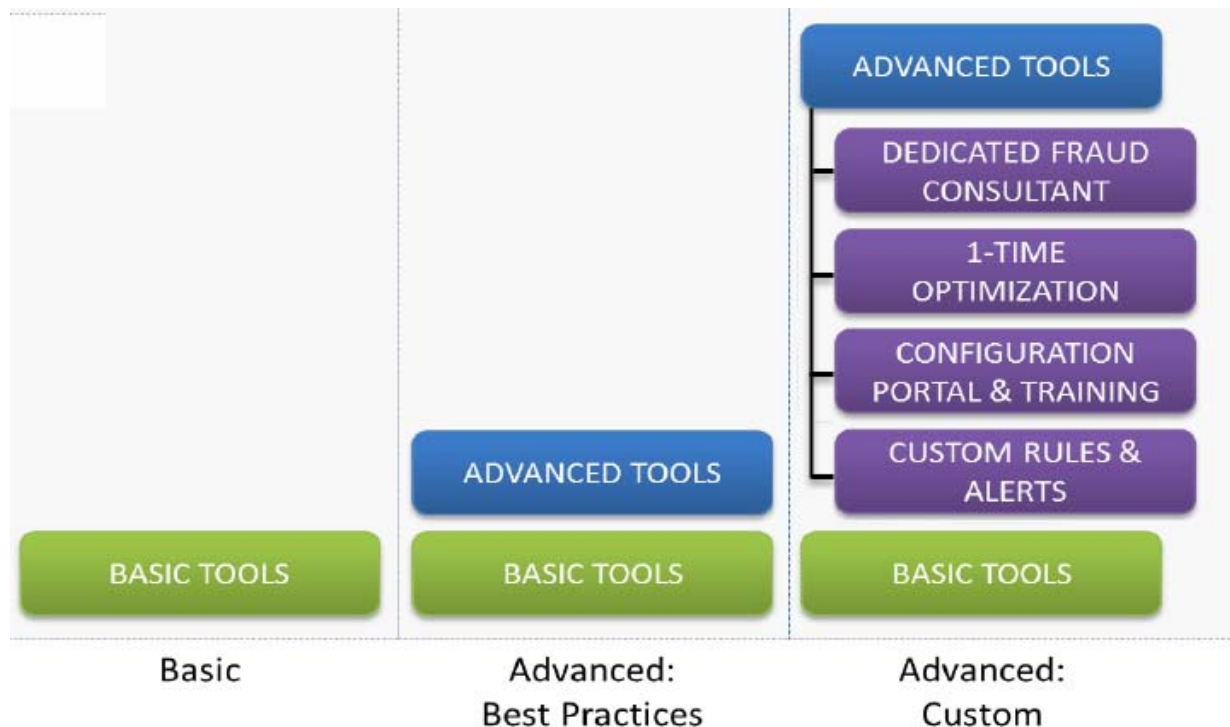 ADVANCED TOOLS
DEDICATED FRAUD
CONSULTANT
1-TIME
OPTIMIZATION
CONFIGURATION
PORTAL & TRAINING
ADVANCED TOOLS
CUSTOM RULES &
ALERTS
BASIC TOOLS
BASIC TOOLS
BASIC TOOLS
Basic
Advanced:
Best Practices
Advanced:
Custom